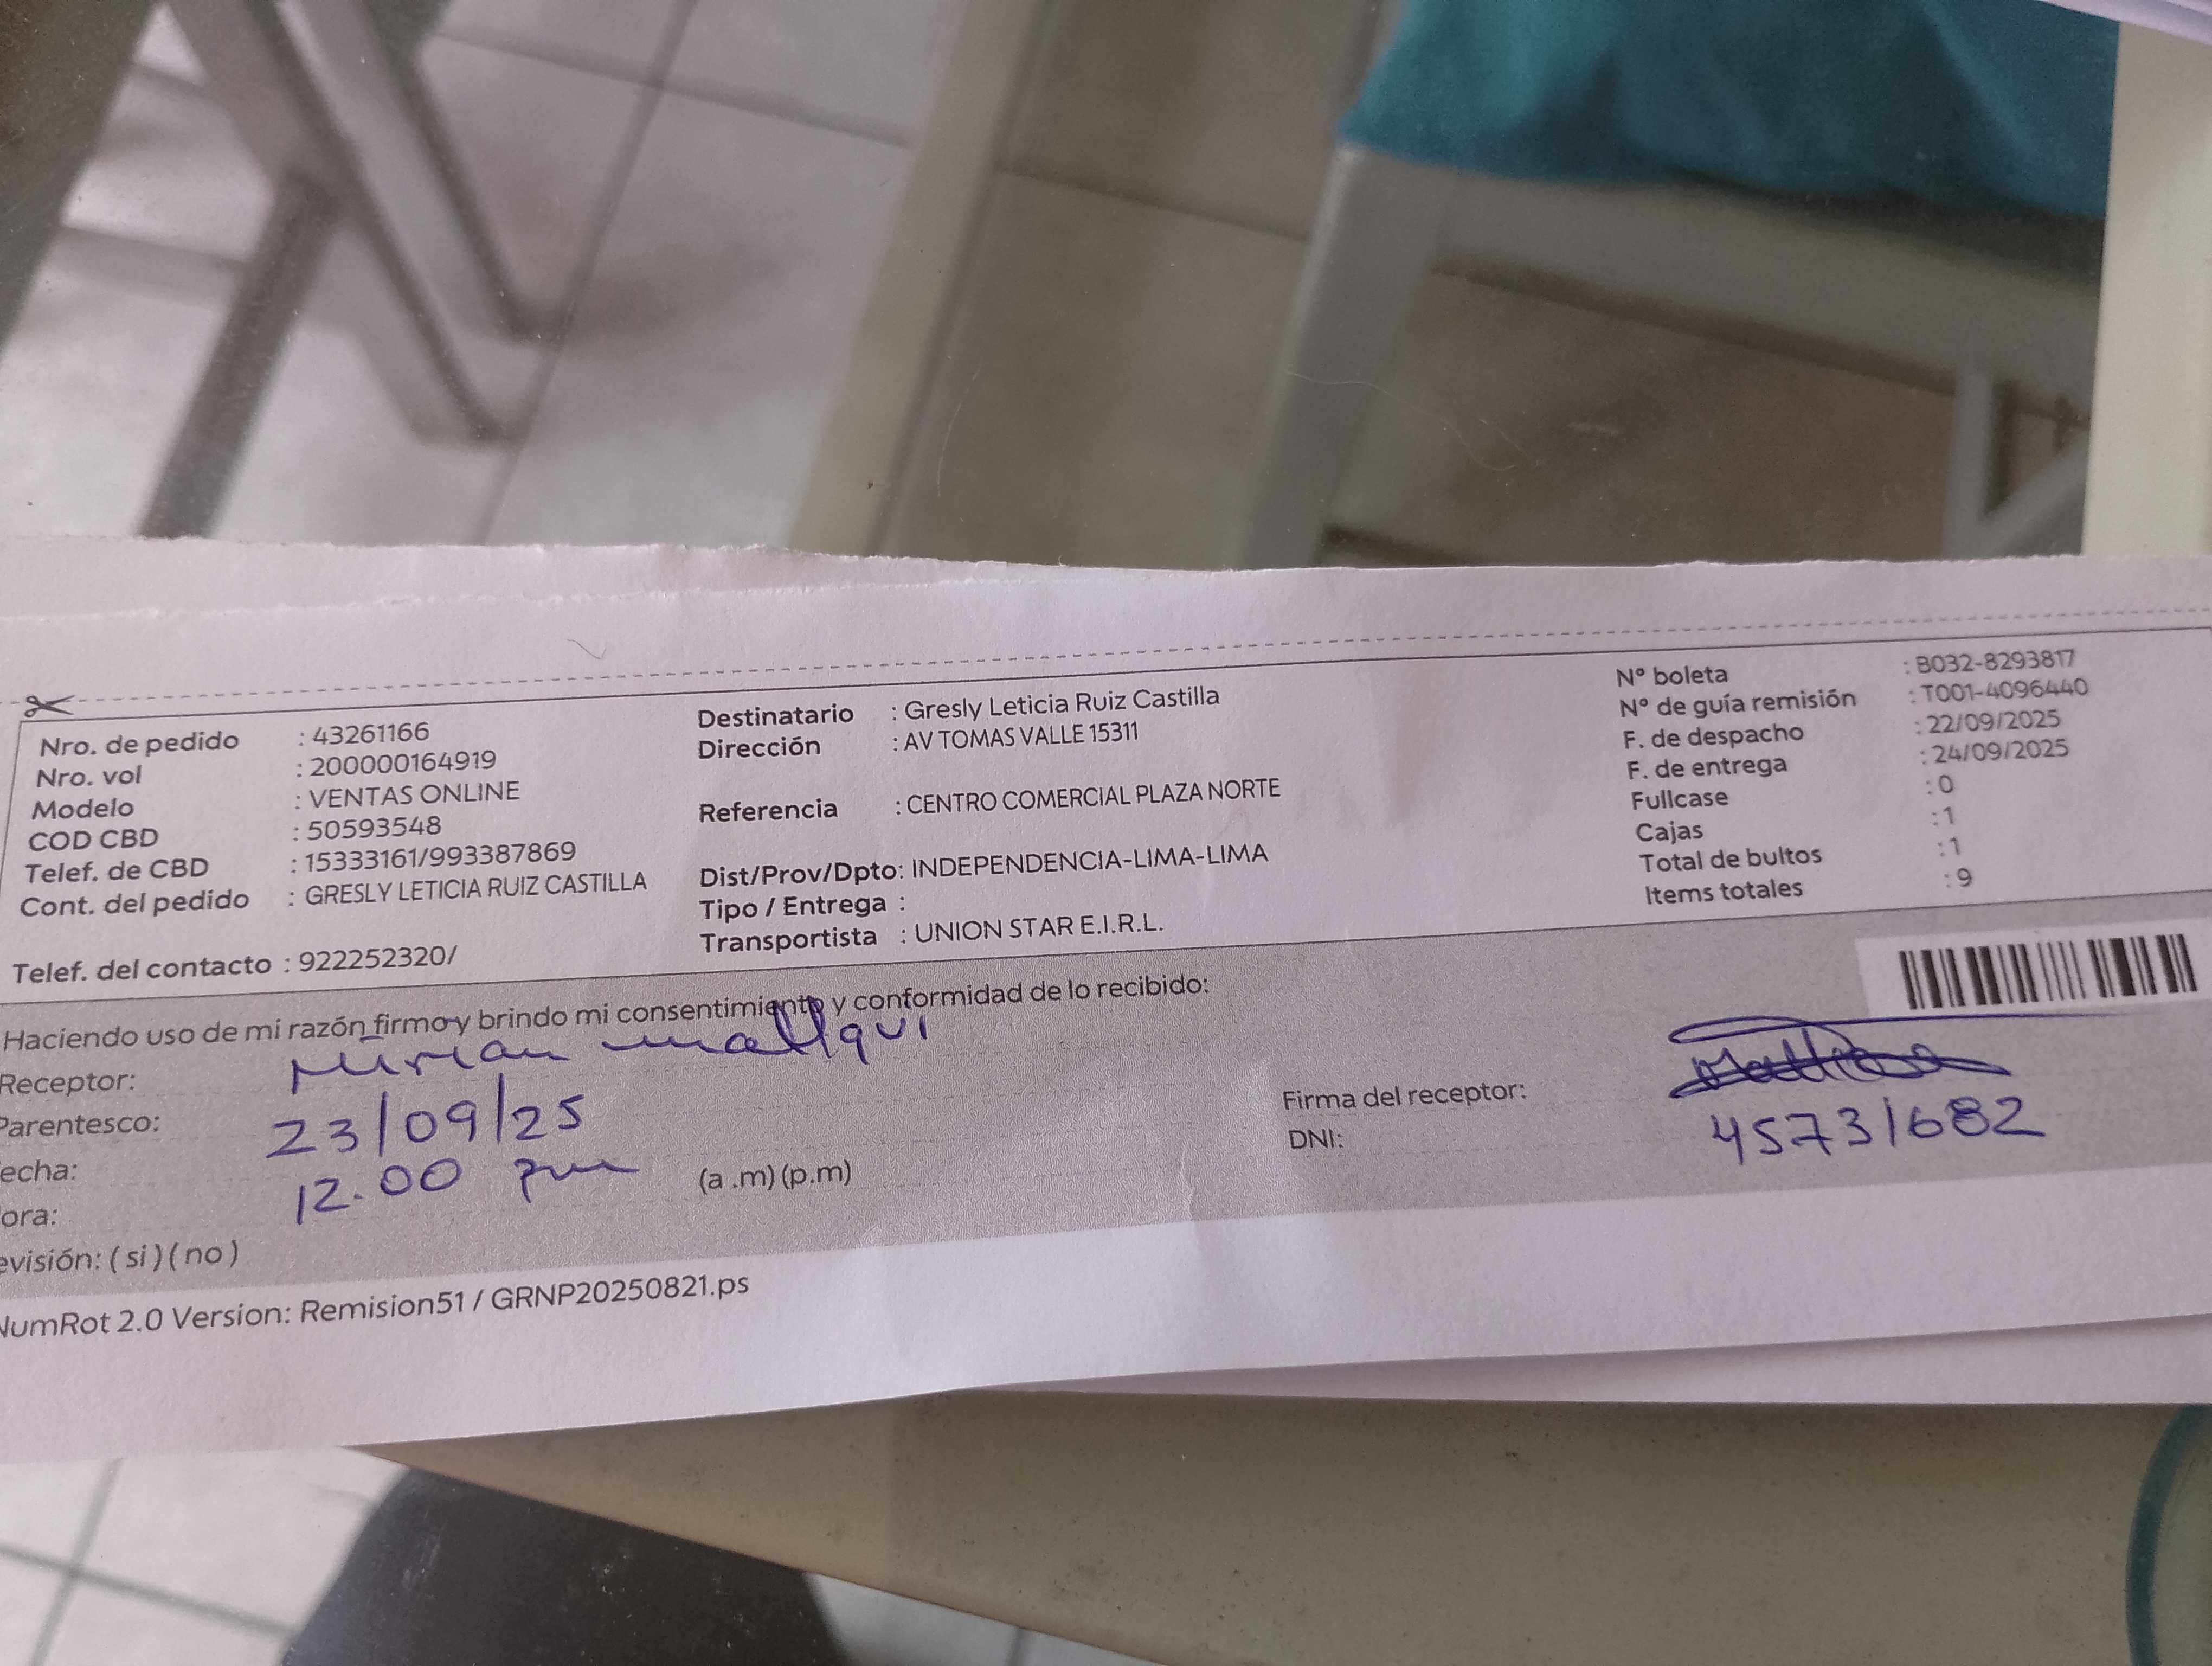 Nro. de pedido : 43261166
Nro. vol : 200000164919
Modelo : VENTAS ONLINE
COD CBD : 50593548
Telef. de CBD : 15333161/993387869
Cont. del pedido : GRESLY LETICIA RUIZ CASTILLA
Telef. del contacto : 922252320/
Destinatario : Gresly Leticia Ruiz Castilla
Dirección : AV TOMAS VALLE 15311
Referencia : CENTRO COMERCIAL PLAZA NORTE
Dist/Prov/Dpto: INDEPENDENCIA-LIMA-LIMA
Tipo / Entrega :
Transportista : UNION STAR E.I.R.L.
Nº boleta : B032-8293817
Nº de guía remisión : T001-4096440
F. de despacho : 22/09/2025
F. de entrega : 24/09/2025
Fullcase : 0
Cajas : 1
Total de bultos : 1
Items totales : 9
Haciendo uso de mi razón firmo y brindo mi consentimiento y conformidad de lo recibido:
Receptor: Mirian mallqui
Parentesco:
echa: 23/09/25
ora: 12.00 pm (a .m) (p.m)
evisión: ( si ) ( no )
Firma del receptor:
DNI: 45731682
NumRot 2.0 Version: Remision51 / GRNP20250821.ps